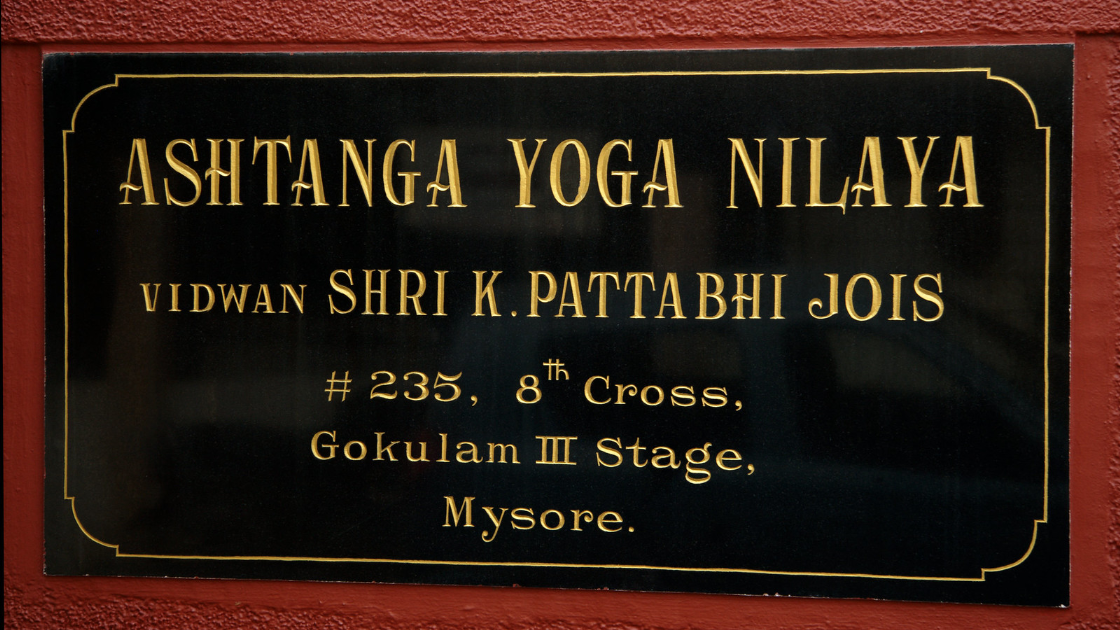 ASHTANGA YOGA NILAYA
VIDWAN SHRI K. PATTABHI JOIS
# 235, 8th Cross,
Gokulam III Stage,
Mysore.